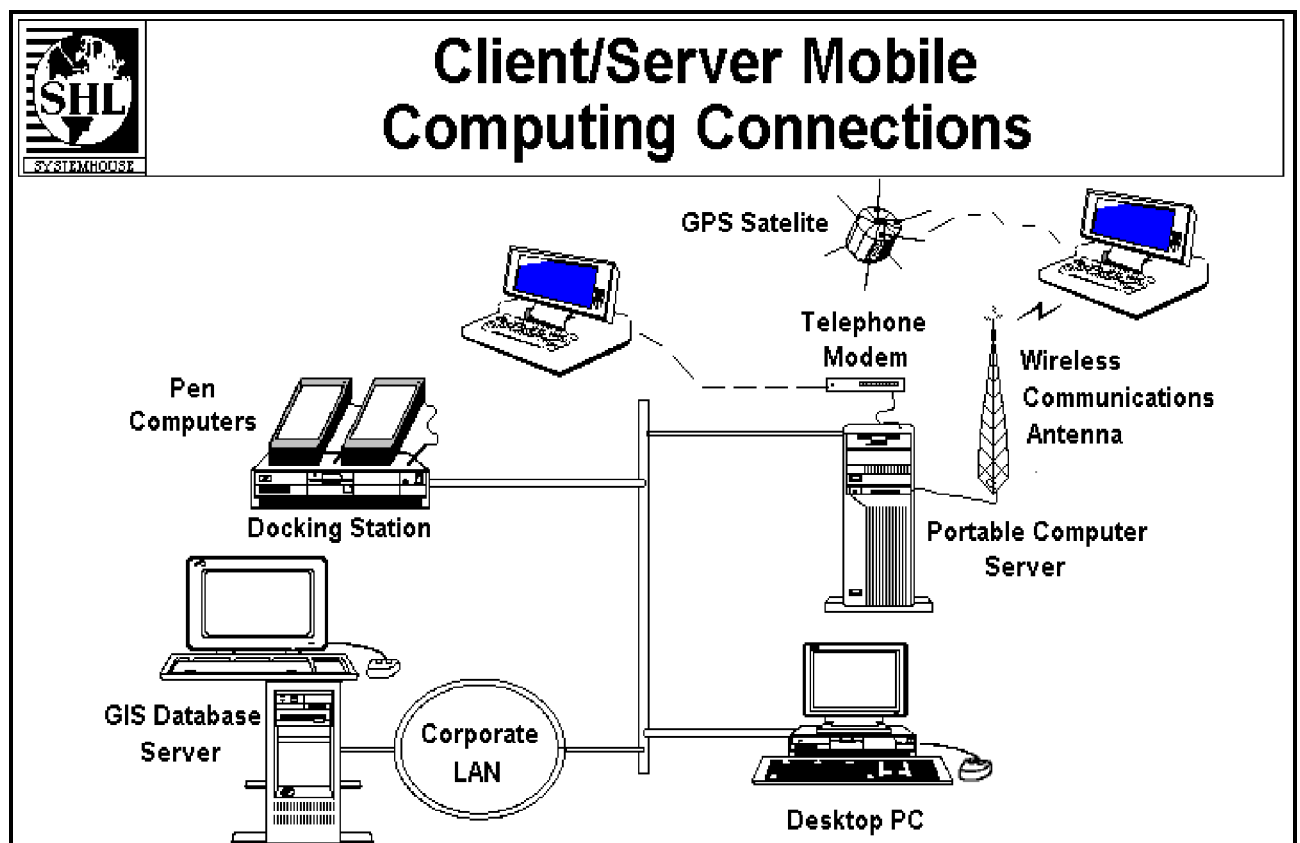 SHL
SYSTEMHOUSE
Client/Server Mobile
Computing Connections
GPS Satelite
Telephone
Modem
Wireless
Communications
Antenna
Pen
Computers
Docking Station
Portable Computer
Server
GIS Database
Server
Corporate
LAN
Desktop PC